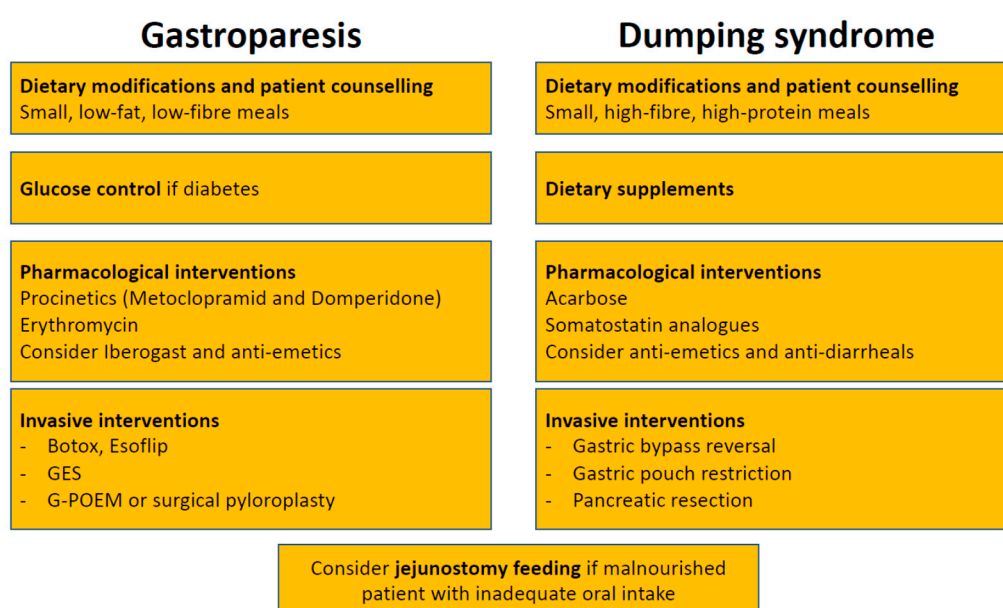 Gastroparesis
Dietary modifications and patient counselling
Small, low-fat, low-fibre meals
Glucose control if diabetes
Pharmacological interventions
Procinetics (Metoclopramid and Domperidone)
Erythromycin
Consider Iberogast and anti-emetics
Invasive interventions
- Botox, Esoflip
- GES
- G-POEM or surgical pyloroplasty
Dumping syndrome
Dietary modifications and patient counselling
Small, high-fibre, high-protein meals
Dietary supplements
Pharmacological interventions
Acarbose
Somatostatin analogues
Consider anti-emetics and anti-diarrheals
Invasive interventions
- Gastric bypass reversal
- Gastric pouch restriction
- Pancreatic resection
Consider jejunostomy feeding if malnourished
patient with inadequate oral intake